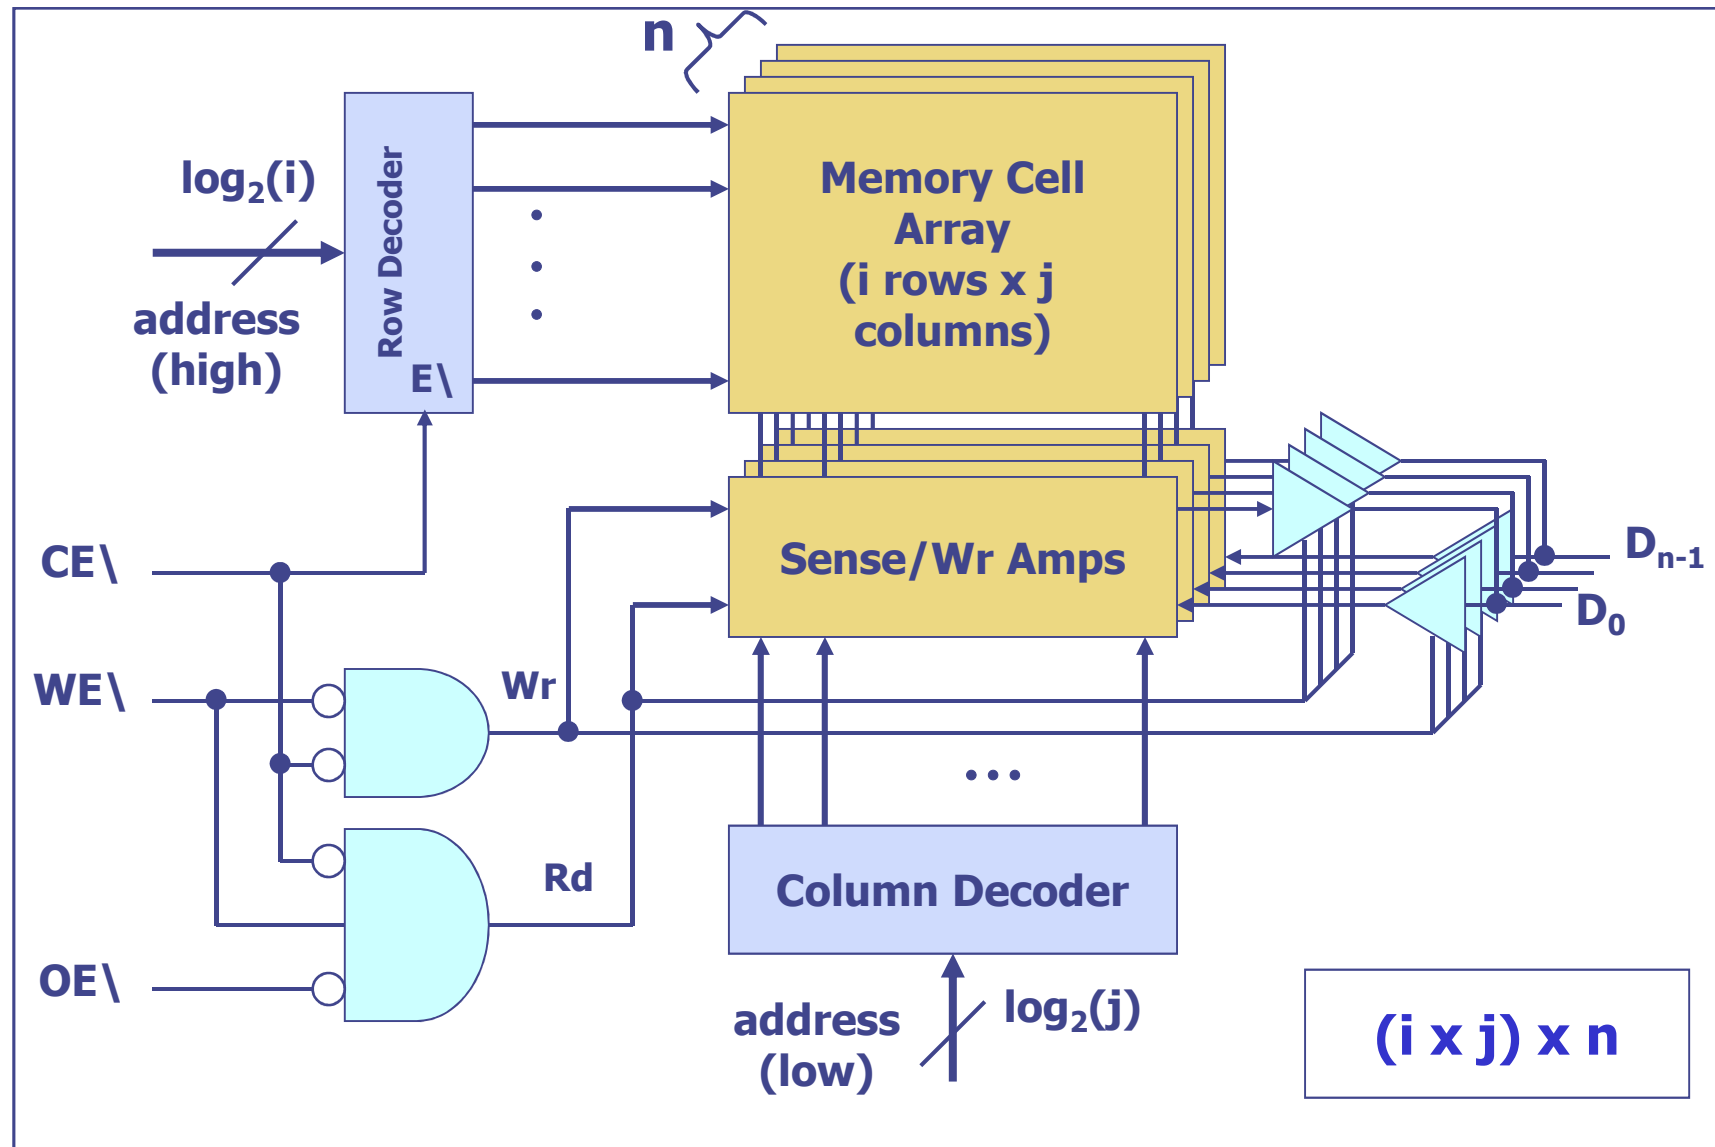 n
log₂(i)
address
(high)
Row Decoder
E\
Memory Cell
Array
(i rows x j
columns)
CE\
WE\
OE\
Wr
Rd
Sense/Wr Amps
Dₙ₋₁
D₀
...
Column Decoder
address
(low)
log₂(j)
(i x j) x n